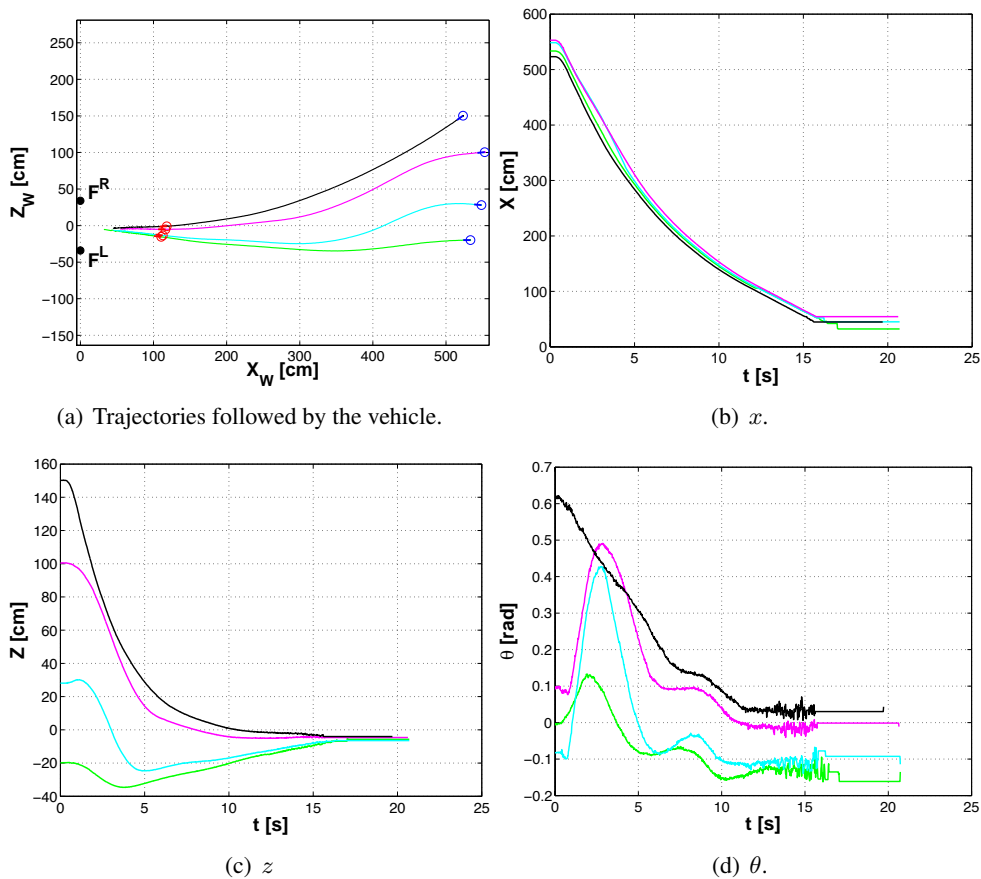 250
200
150
100
50
0
−50
−100
−150
Z_W [cm]
F^R
F^L
0 100 200 300 400 500
X_W [cm]
(a) Trajectories followed by the vehicle.
600
500
400
300
200
100
0
X [cm]
0 5 10 15 20 25
t [s]
(b) x.
160
140
120
100
80
60
40
20
0
−20
−40
Z [cm]
0 5 10 15 20 25
t [s]
(c) z
0.7
0.6
0.5
0.4
0.3
0.2
0.1
0
−0.1
−0.2
θ [rad]
0 5 10 15 20 25
t [s]
(d) θ.